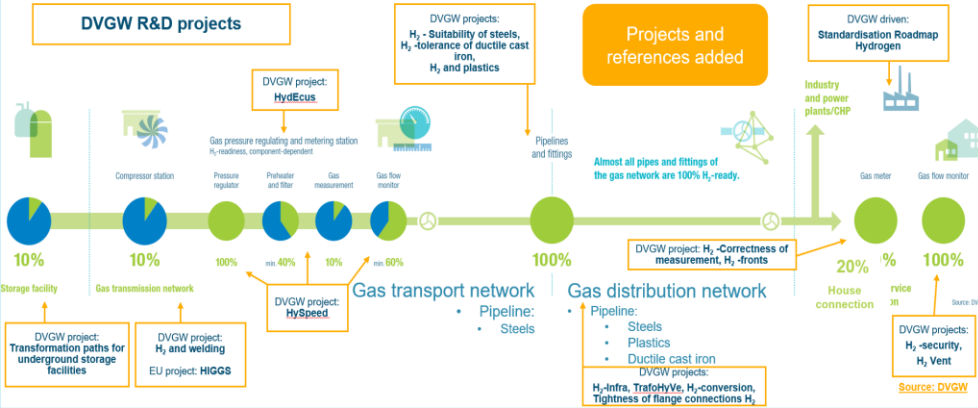 DVGW R&D projects
DVGW projects:
H₂ - Suitability of steels,
H₂ -tolerance of ductile cast
iron,
H₂ and plastics
Projects and
references added
DVGW driven:
Standardisation Roadmap
Hydrogen
DVGW project:
HydEcus
Industry
and power
plants/CHP
Gas pressure regulating and metering station
H₂-readiness, component-dependent
Pipelines
and fittings
Almost all pipes and fittings of
the gas network are 100% H₂-ready.
Compressor station
Pressure
regulator
Preheater
and filter
Gas
measurement
Gas flow
monitor
Gas meter
Gas flow monitor
10%
10%
100%
min. 40%
10%
min. 60%
100%
DVGW project: H₂ -Correctness of
measurement, H₂ -fronts
20%
%
100%
Storage facility
Gas transmission network
House
connection
DVGW project:
HySpeed
Gas transport network
• Pipeline:
• Steels
Gas distribution network
• Pipeline:
• Steels
• Plastics
• Ductile cast iron
DVGW project:
Transformation paths for
underground storage
facilities
DVGW project:
H₂ and welding
EU project: HIGGS
DVGW projects:
H₂-Infra, TrafoHyVe, H₂-conversion,
Tightness of flange connections H₂
DVGW projects:
H₂ -security,
H₂ Vent
Source: DVGW